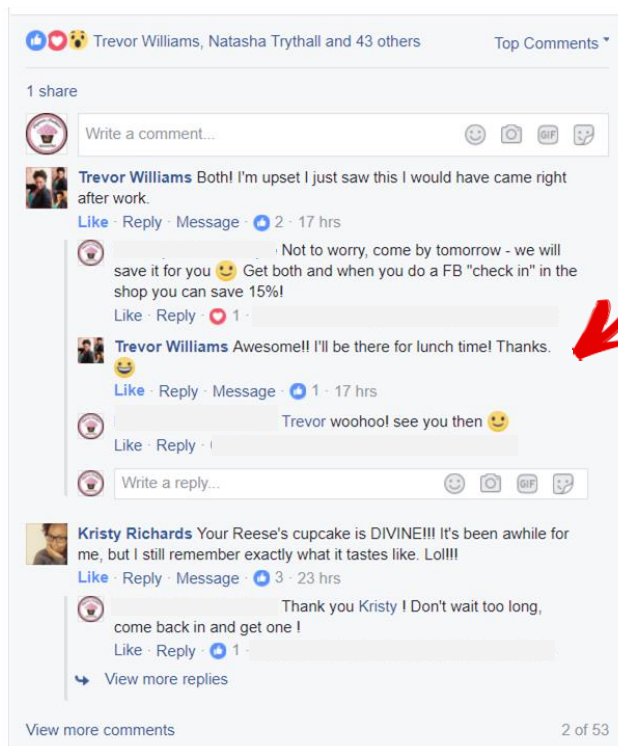 Trevor Williams, Natasha Trythall and 43 others Top Comments
1 share
Write a comment... GIF
Trevor Williams Both! I'm upset I just saw this I would have came right
after work.
Like · Reply · Message · 2 · 17 hrs
Not to worry, come by tomorrow - we will
save it for you Get both and when you do a FB "check in" in the
shop you can save 15%!
Like · Reply · 1 ·
Trevor Williams Awesome!! I'll be there for lunch time! Thanks.
Like · Reply · Message · 1 · 17 hrs
Trevor woohoo! see you then
Like · Reply ·
Write a reply... GIF
Kristy Richards Your Reese's cupcake is DIVINE!!! It's been awhile for
me, but I still remember exactly what it tastes like. Lol!!!
Like · Reply · Message · 3 · 23 hrs
Thank you Kristy ! Don't wait too long,
come back in and get one !
Like · Reply · 1 ·
View more replies
View more comments 2 of 53